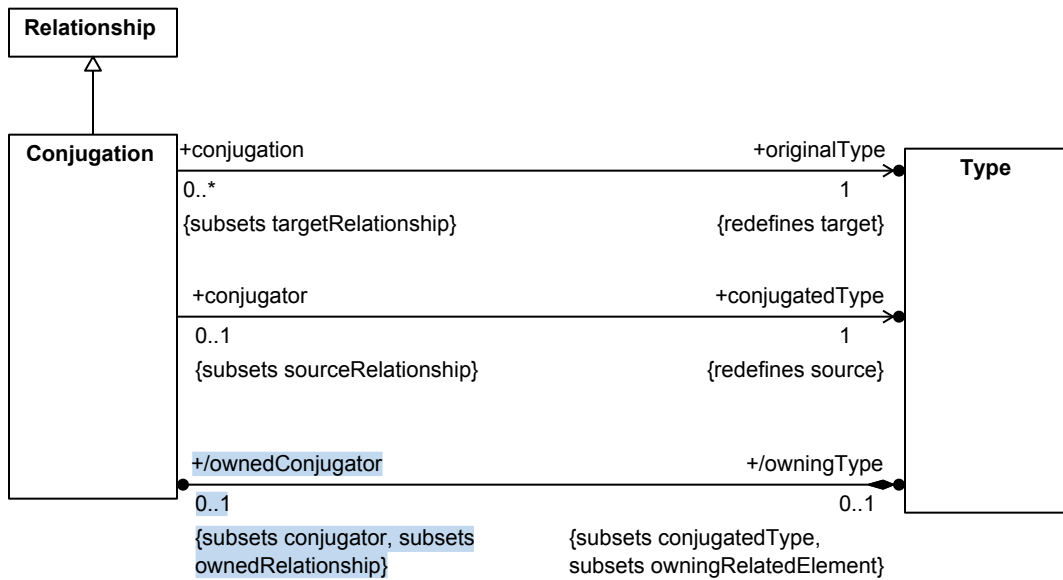 Relationship
Conjugation
Type
+conjugation
+originalType
0..*
1
{subsets targetRelationship}
{redefines target}
+conjugator
+conjugatedType
0..1
1
{subsets sourceRelationship}
{redefines source}
+/ownedConjugator
+/owningType
0..1
0..1
{subsets conjugator, subsets
ownedRelationship}
{subsets conjugatedType,
subsets owningRelatedElement}